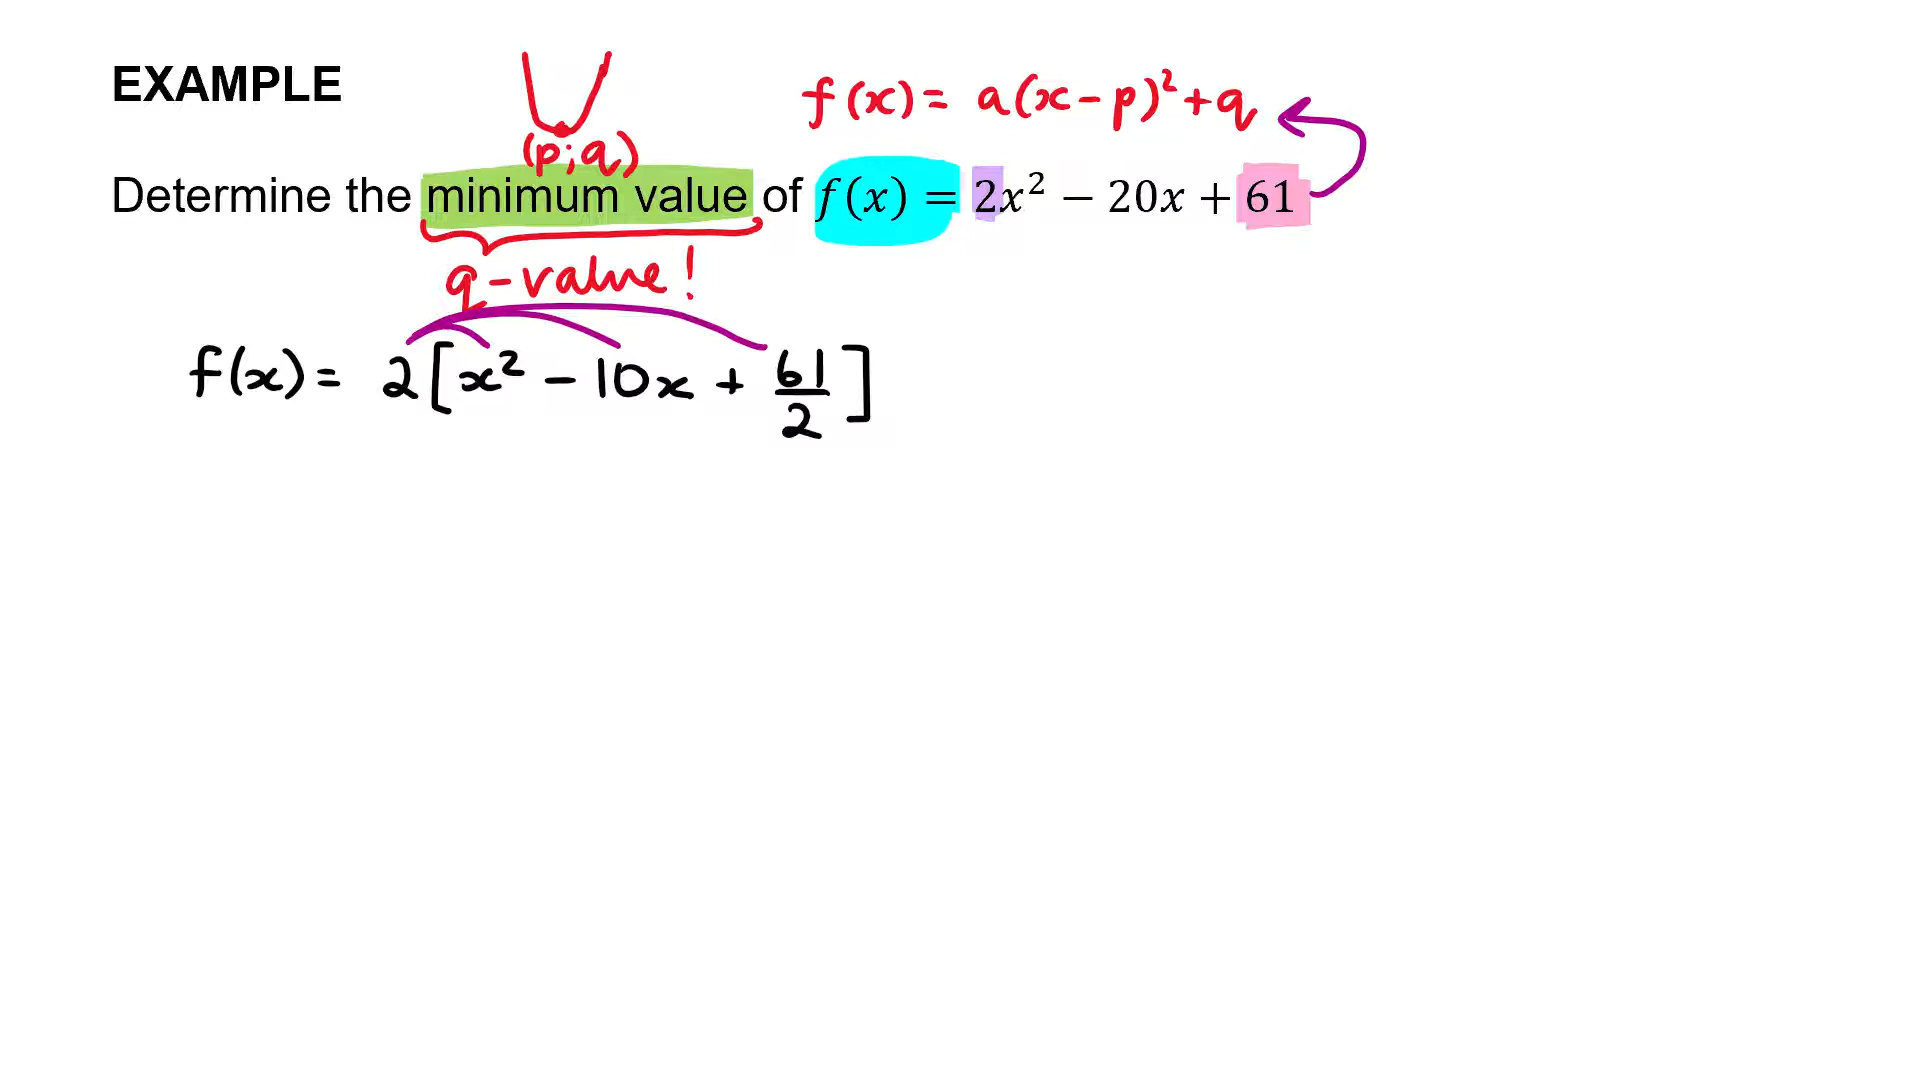 EXAMPLE
f(x) = a(x - p)² + q
(p;q)
Determine the minimum value of f(x) = 2x² − 20x + 61
q - value!
f(x) = 2[x² - 10x + 61/2]